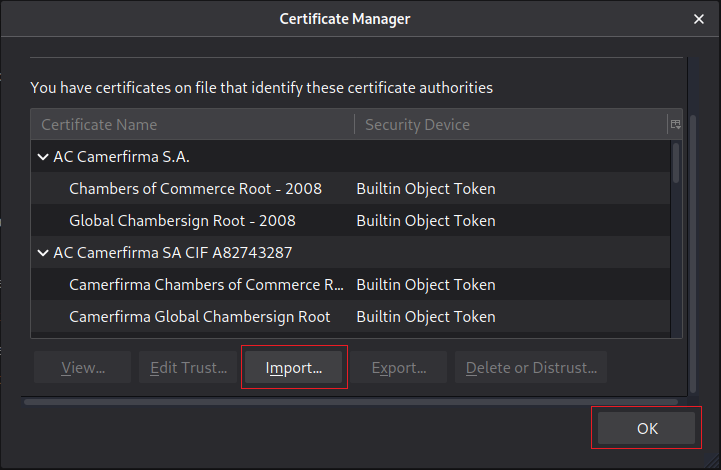 Certificate Manager
You have certificates on file that identify these certificate authorities
Certificate Name Security Device
AC Camerfirma S.A.
Chambers of Commerce Root - 2008 Builtin Object Token
Global Chambersign Root - 2008 Builtin Object Token
AC Camerfirma SA CIF A82743287
Camerfirma Chambers of Commerce R... Builtin Object Token
Camerfirma Global Chambersign Root Builtin Object Token
View... Edit Trust... Import... Export... Delete or Distrust...
OK